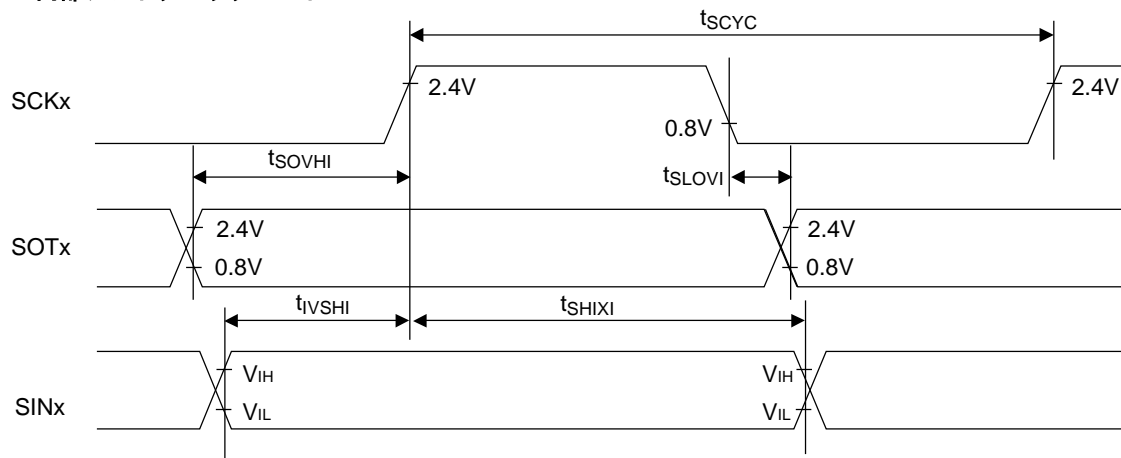 tSCYC
SCKx
2.4V
0.8V
2.4V
tSOVHI
tSLOVI
SOTx
2.4V
0.8V
2.4V
0.8V
tIVSHI
tSHIXI
SINx
VIH
VIL
VIH
VIL